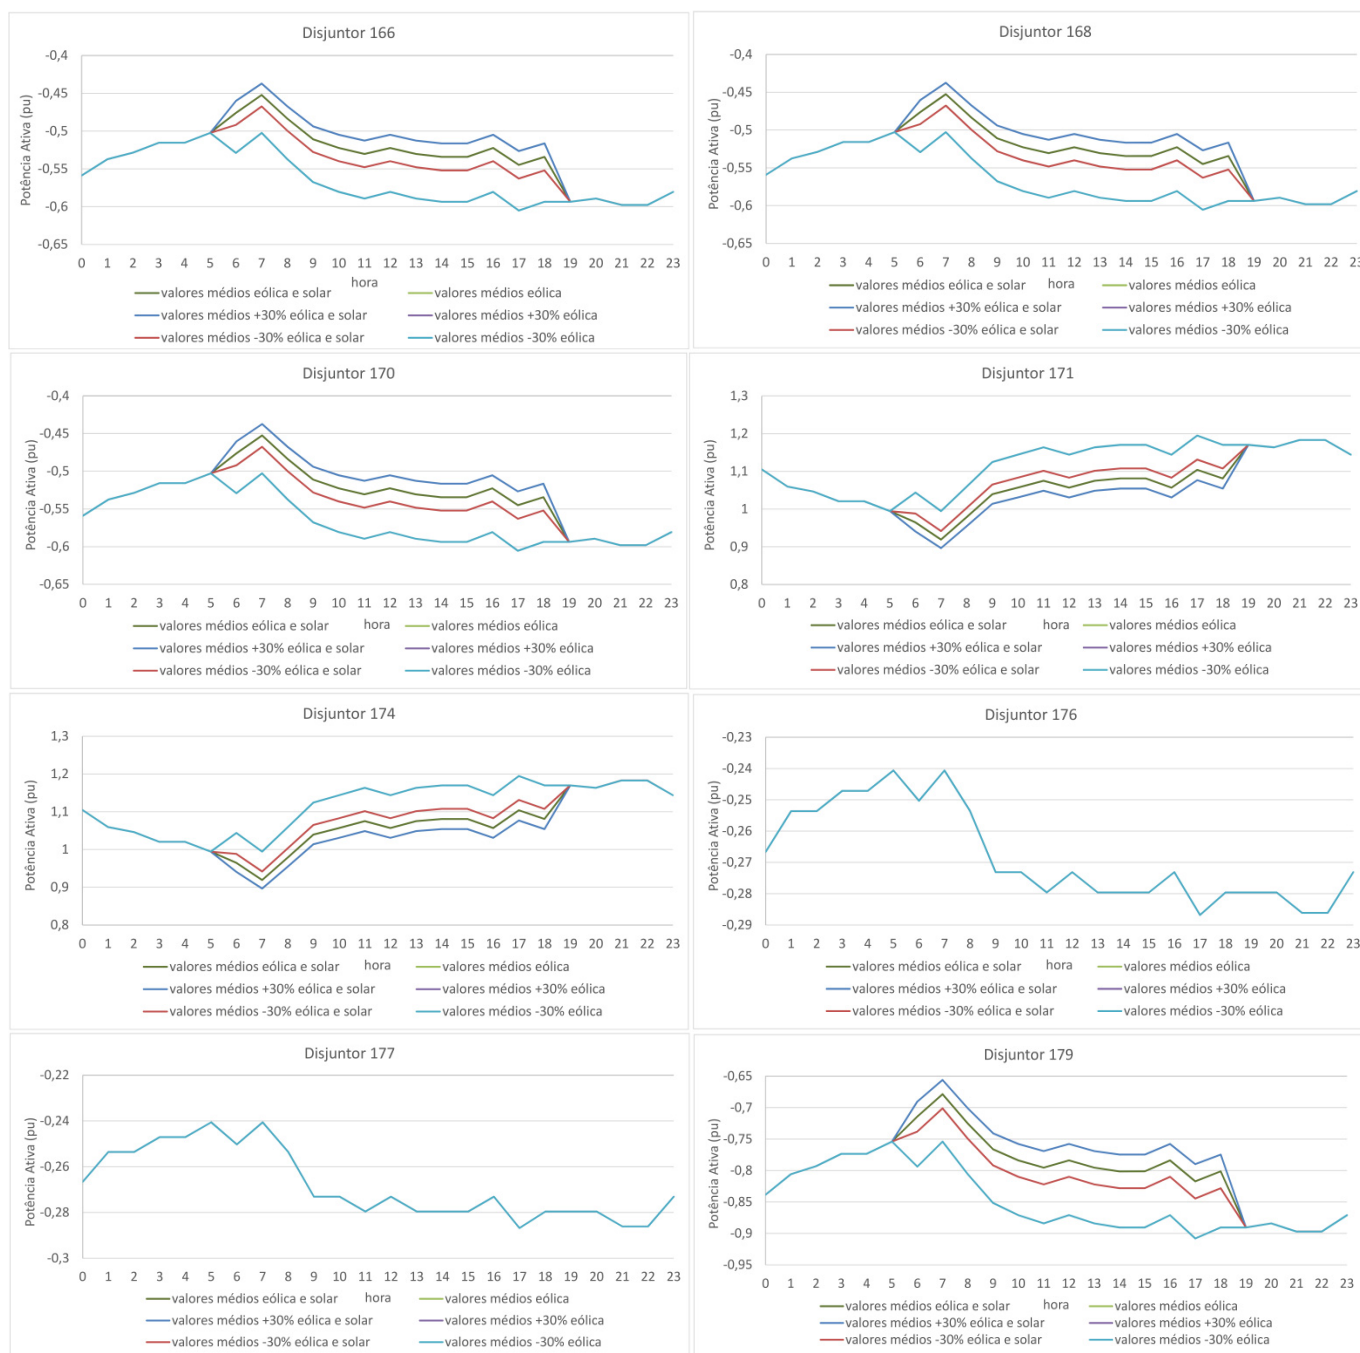 Disjuntor 166
Potência Ativa (pu)
-0,4
-0,45
-0,5
-0,55
-0,6
-0,65
0 1 2 3 4 5 6 7 8 9 10 11 12 13 14 15 16 17 18 19 20 21 22 23
hora
valores médios eólica e solar valores médios eólica
valores médios +30% eólica e solar valores médios +30% eólica
valores médios -30% eólica e solar valores médios -30% eólica
Disjuntor 168
Potência Ativa (pu)
-0,4
-0,45
-0,5
-0,55
-0,6
-0,65
0 1 2 3 4 5 6 7 8 9 10 11 12 13 14 15 16 17 18 19 20 21 22 23
hora
valores médios eólica e solar valores médios eólica
valores médios +30% eólica e solar valores médios +30% eólica
valores médios -30% eólica e solar valores médios -30% eólica
Disjuntor 170
Potência Ativa (pu)
-0,4
-0,45
-0,5
-0,55
-0,6
-0,65
0 1 2 3 4 5 6 7 8 9 10 11 12 13 14 15 16 17 18 19 20 21 22 23
hora
valores médios eólica e solar valores médios eólica
valores médios +30% eólica e solar valores médios +30% eólica
valores médios -30% eólica e solar valores médios -30% eólica
Disjuntor 171
Potência Ativa (pu)
1,3
1,2
1,1
1
0,9
0,8
0 1 2 3 4 5 6 7 8 9 10 11 12 13 14 15 16 17 18 19 20 21 22 23
hora
valores médios eólica e solar valores médios eólica
valores médios +30% eólica e solar valores médios +30% eólica
valores médios -30% eólica e solar valores médios -30% eólica
Disjuntor 174
Potência Ativa (pu)
1,3
1,2
1,1
1
0,9
0,8
0 1 2 3 4 5 6 7 8 9 10 11 12 13 14 15 16 17 18 19 20 21 22 23
hora
valores médios eólica e solar valores médios eólica
valores médios +30% eólica e solar valores médios +30% eólica
valores médios -30% eólica e solar valores médios -30% eólica
Disjuntor 176
Potência Ativa (pu)
-0,23
-0,24
-0,25
-0,26
-0,27
-0,28
-0,29
0 1 2 3 4 5 6 7 8 9 10 11 12 13 14 15 16 17 18 19 20 21 22 23
hora
valores médios eólica e solar valores médios eólica
valores médios +30% eólica e solar valores médios +30% eólica
valores médios -30% eólica e solar valores médios -30% eólica
Disjuntor 177
Potência Ativa (pu)
-0,22
-0,24
-0,26
-0,28
-0,3
0 1 2 3 4 5 6 7 8 9 10 11 12 13 14 15 16 17 18 19 20 21 22 23
hora
valores médios eólica e solar valores médios eólica
valores médios +30% eólica e solar valores médios +30% eólica
valores médios -30% eólica e solar valores médios -30% eólica
Disjuntor 179
Potência Ativa (pu)
-0,65
-0,7
-0,75
-0,8
-0,85
-0,9
-0,95
0 1 2 3 4 5 6 7 8 9 10 11 12 13 14 15 16 17 18 19 20 21 22 23
hora
valores médios eólica e solar valores médios eólica
valores médios +30% eólica e solar valores médios +30% eólica
valores médios -30% eólica e solar valores médios -30% eólica